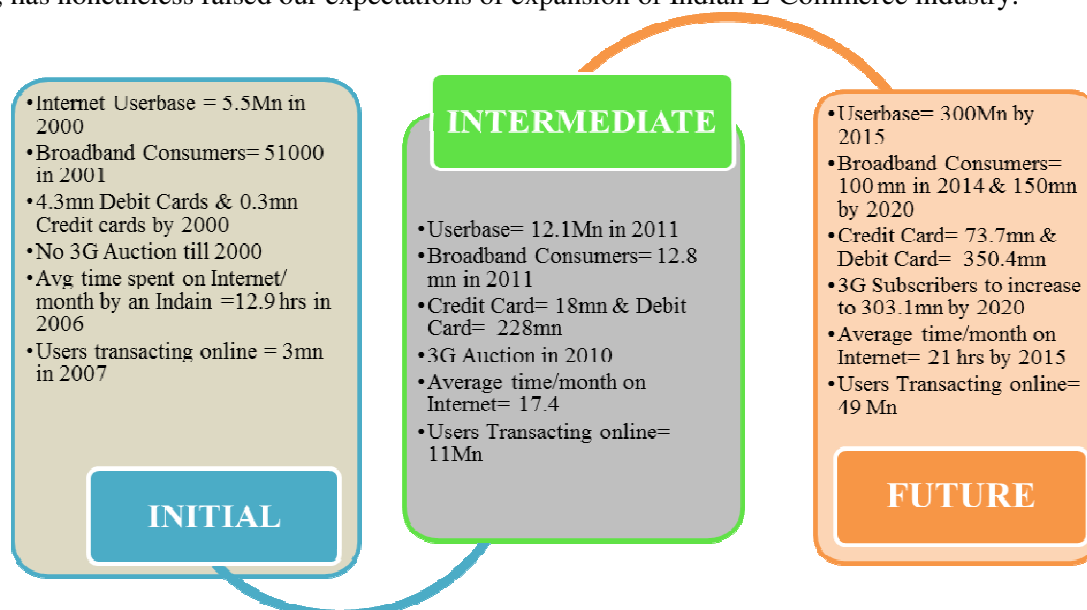 has nonetheless raised our expectations of expansion of Indian E-Commerce industry.
•Internet Userbase = 5.5Mn in
2000
•Broadband Consumers= 51000
in 2001
•4.3mn Debit Cards & 0.3mn
Credit cards by 2000
•No 3G Auction till 2000
•Avg time spent on Internet/
month by an Indain =12.9 hrs in
2006
•Users transacting online = 3mn
in 2007
INITIAL
INTERMEDIATE
•Userbase= 12.1Mn in 2011
•Broadband Consumers= 12.8
mn in 2011
•Credit Card= 18mn & Debit
Card= 228mn
•3G Auction in 2010
•Average time/month on
Internet= 17.4
•Users Transacting online=
11Mn
•Userbase= 300Mn by
2015
•Broadband Consumers=
100 mn in 2014 & 150mn
by 2020
•Credit Card= 73.7mn &
Debit Card= 350.4mn
•3G Subscribers to increase
to 303.1mn by 2020
•Average time/month on
Internet= 21 hrs by 2015
•Users Transacting online=
49 Mn
FUTURE